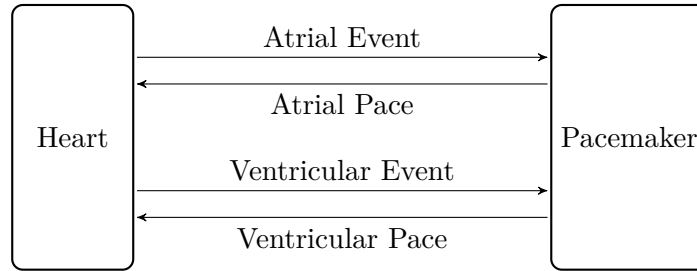 Atrial Event
Atrial Pace
Heart
Pacemaker
Ventricular Event
Ventricular Pace